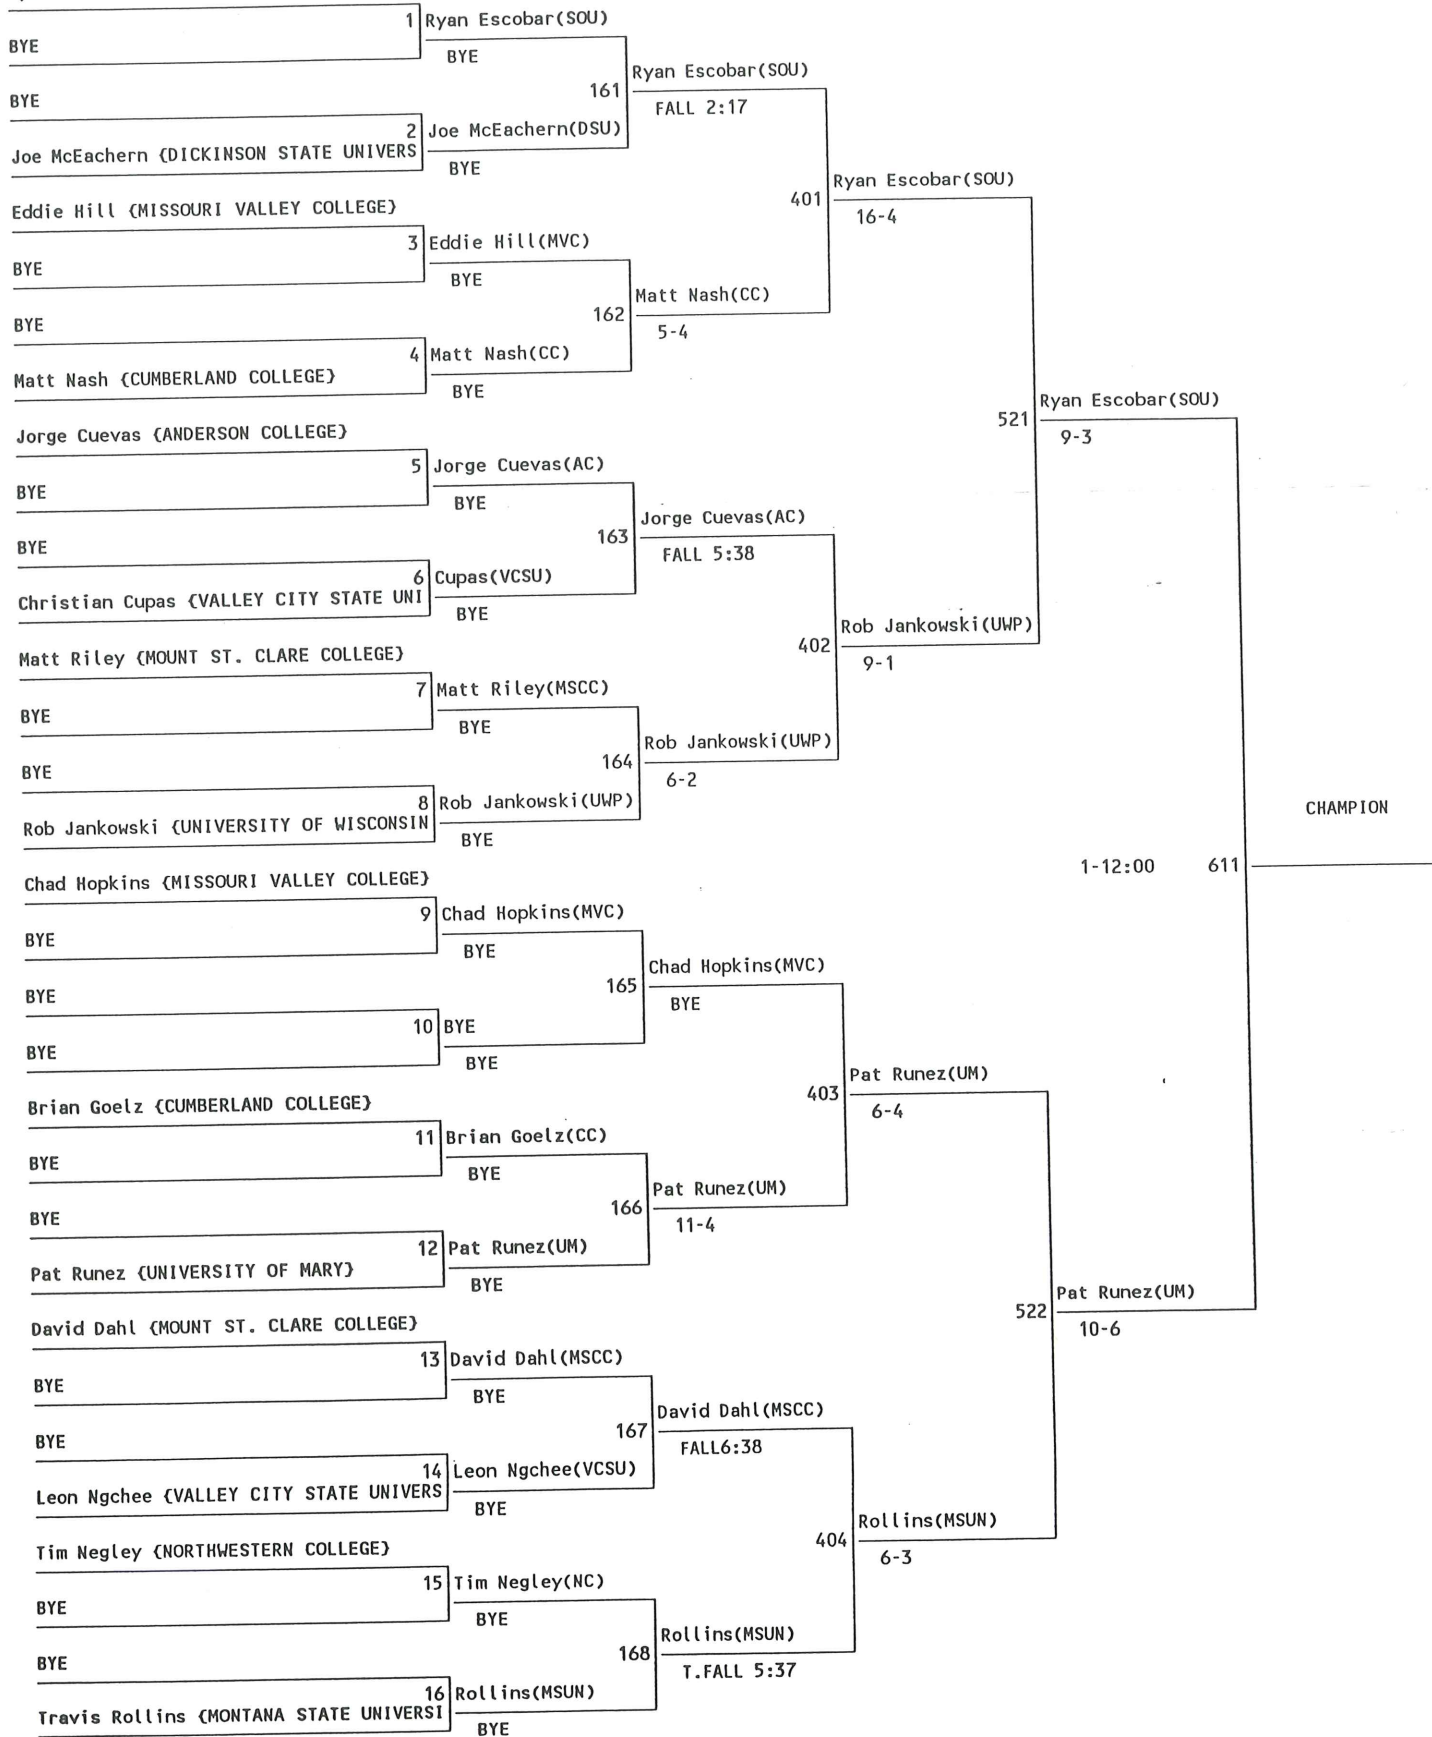 1 Ryan Escobar(SOU)
BYE
BYE
Ryan Escobar(SOU)
161
FALL 2:17
BYE
2 Joe McEachern(DSU)
Joe McEachern {DICKINSON STATE UNIVERS
BYE
Ryan Escobar(SOU)
401
16-4
Eddie Hill {MISSOURI VALLEY COLLEGE}
3 Eddie Hill(MVC)
BYE
BYE
Matt Nash(CC)
162
5-4
BYE
4 Matt Nash(CC)
Matt Nash {CUMBERLAND COLLEGE}
BYE
Ryan Escobar(SOU)
521
9-3
Jorge Cuevas {ANDERSON COLLEGE}
5 Jorge Cuevas(AC)
BYE
BYE
Jorge Cuevas(AC)
163
FALL 5:38
BYE
6 Cupas(VCSU)
Christian Cupas {VALLEY CITY STATE UNI
BYE
Rob Jankowski(UWP)
402
9-1
Matt Riley {MOUNT ST. CLARE COLLEGE}
7 Matt Riley(MSCC)
BYE
BYE
Rob Jankowski(UWP)
164
6-2
BYE
8 Rob Jankowski(UWP)
Rob Jankowski {UNIVERSITY OF WISCONSIN
BYE
CHAMPION
1-12:00 611
Chad Hopkins {MISSOURI VALLEY COLLEGE}
9 Chad Hopkins(MVC)
BYE
BYE
Chad Hopkins(MVC)
165
BYE
BYE
10 BYE
BYE
BYE
Pat Runez(UM)
403
6-4
Brian Goelz {CUMBERLAND COLLEGE}
11 Brian Goelz(CC)
BYE
BYE
Pat Runez(UM)
166
11-4
BYE
12 Pat Runez(UM)
Pat Runez {UNIVERSITY OF MARY}
BYE
Pat Runez(UM)
522
10-6
David Dahl {MOUNT ST. CLARE COLLEGE}
13 David Dahl(MSCC)
BYE
BYE
David Dahl(MSCC)
167
FALL6:38
BYE
14 Leon Ngchee(VCSU)
Leon Ngchee {VALLEY CITY STATE UNIVERS
BYE
Rollins(MSUN)
404
6-3
Tim Negley {NORTHWESTERN COLLEGE}
15 Tim Negley(NC)
BYE
BYE
Rollins(MSUN)
168
T.FALL 5:37
BYE
16 Rollins(MSUN)
Travis Rollins {MONTANA STATE UNIVERSI
BYE